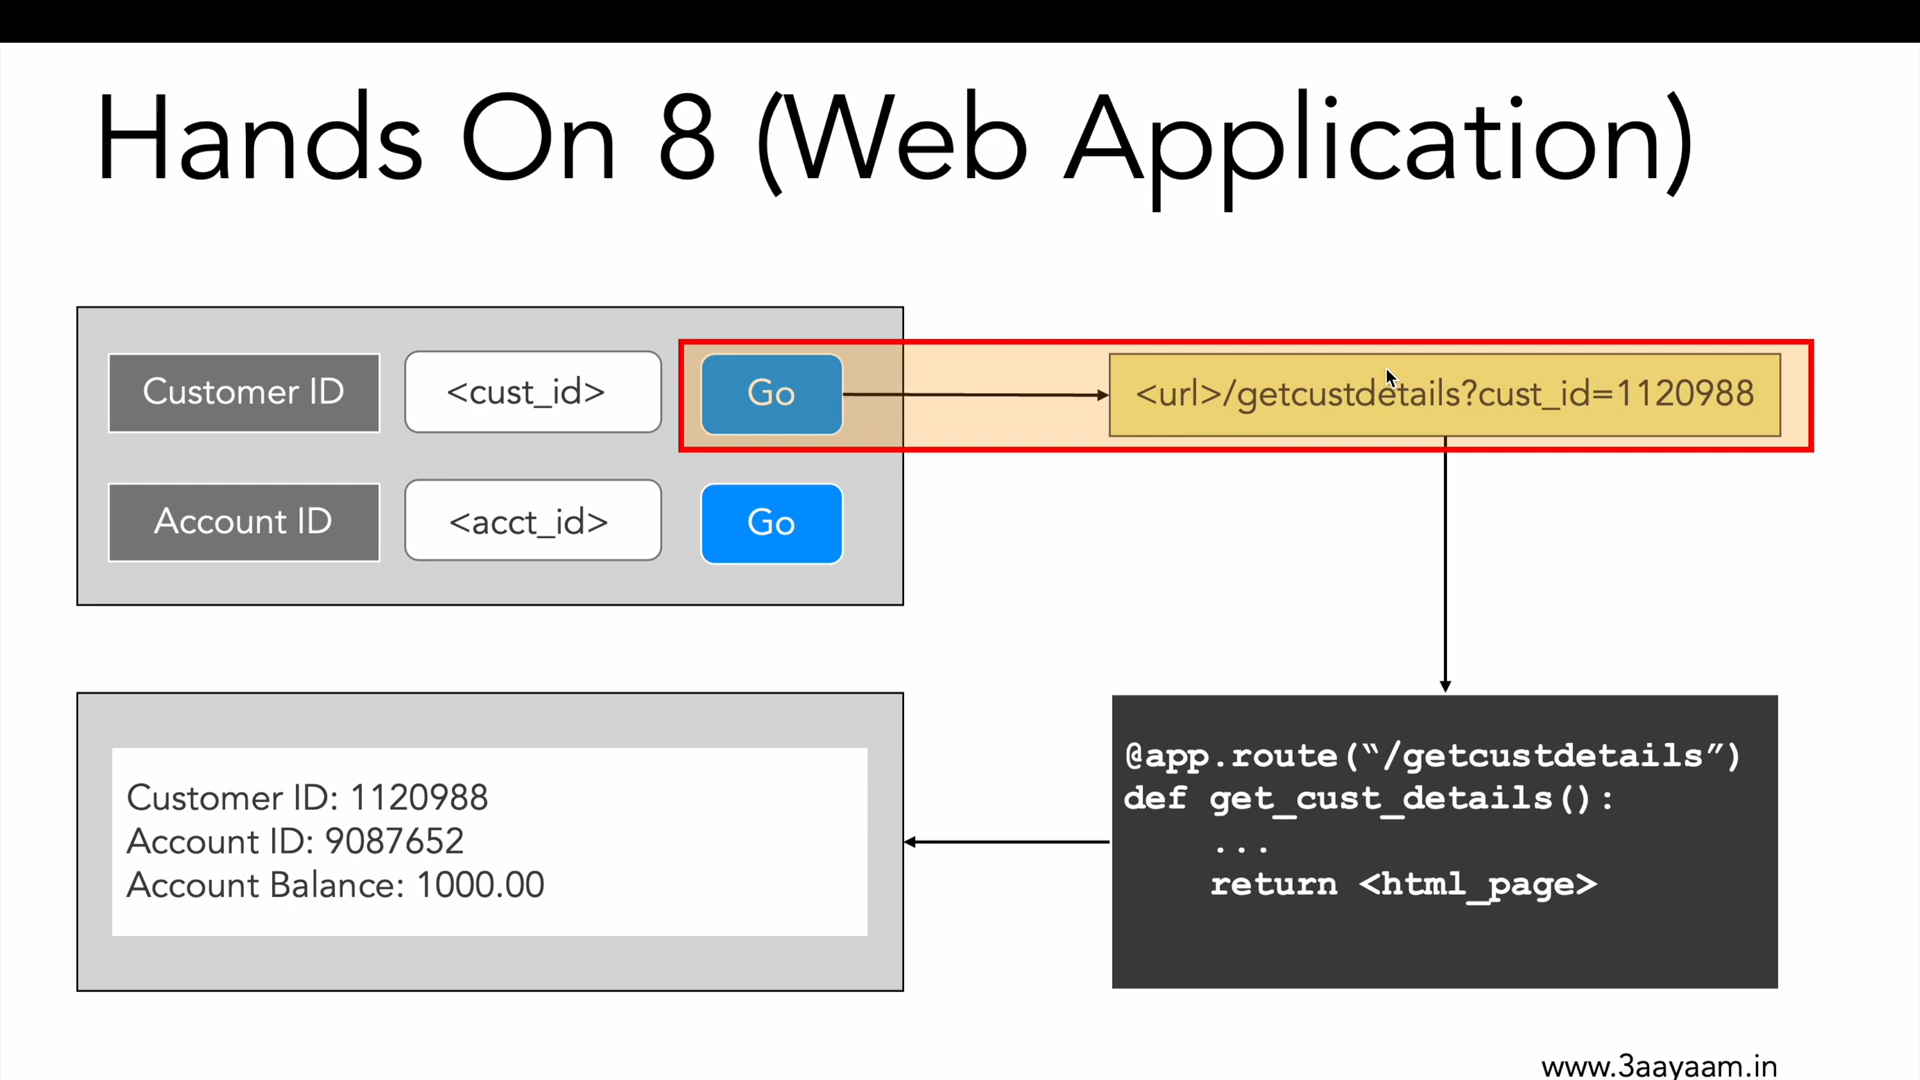 Hands On 8 (Web Application)
Customer ID
<cust_id>
Go
<url>/getcustdetails?cust_id=1120988
Account ID
<acct_id>
Go
Customer ID: 1120988
Account ID: 9087652
Account Balance: 1000.00
@app.route(“/getcustdetails”)
def get_cust_details():
...
return <html_page>
www.3aayaam.in